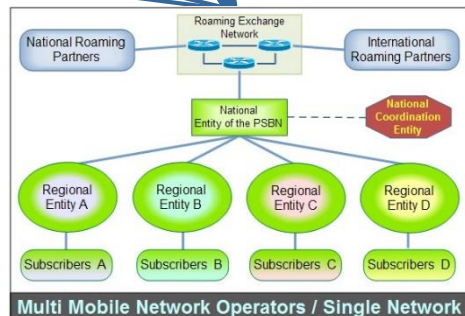 Roaming Exchange
Network
National Roaming
Partners
International
Roaming Partners
National
Entity of the PSBN
National
Coordination
Entity
Regional
Entity A
Regional
Entity B
Regional
Entity C
Regional
Entity D
Subscribers A
Subscribers B
Subscribers C
Subscribers D
Multi Mobile Network Operators / Single Network